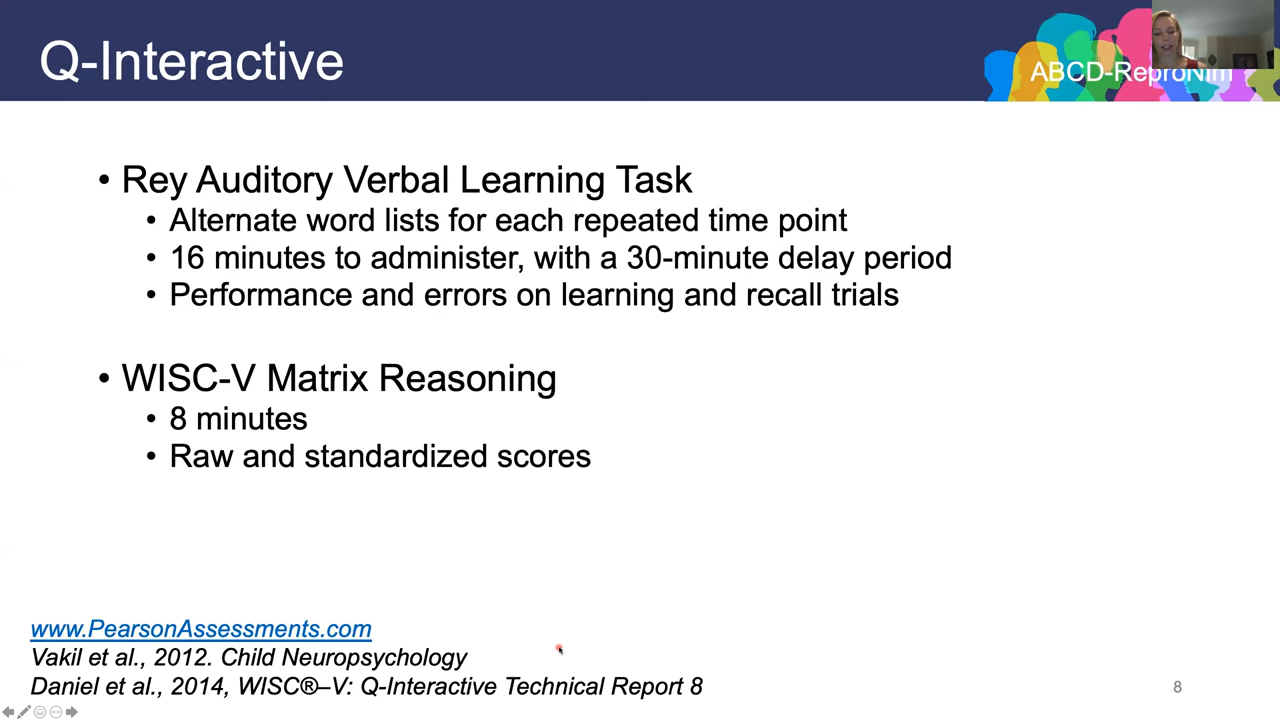 Q-Interactive
ABCD-ReproNim
• Rey Auditory Verbal Learning Task
• Alternate word lists for each repeated time point
• 16 minutes to administer, with a 30-minute delay period
• Performance and errors on learning and recall trials
• WISC-V Matrix Reasoning
• 8 minutes
• Raw and standardized scores
www.PearsonAssessments.com
Vakil et al., 2012. Child Neuropsychology
Daniel et al., 2014, WISC®–V: Q-Interactive Technical Report 8
8